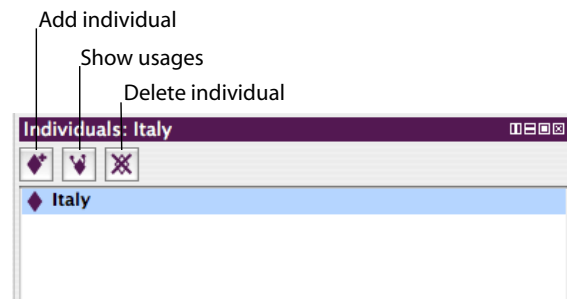 Add individual
Show usages
Delete individual
Individuals: Italy
Italy